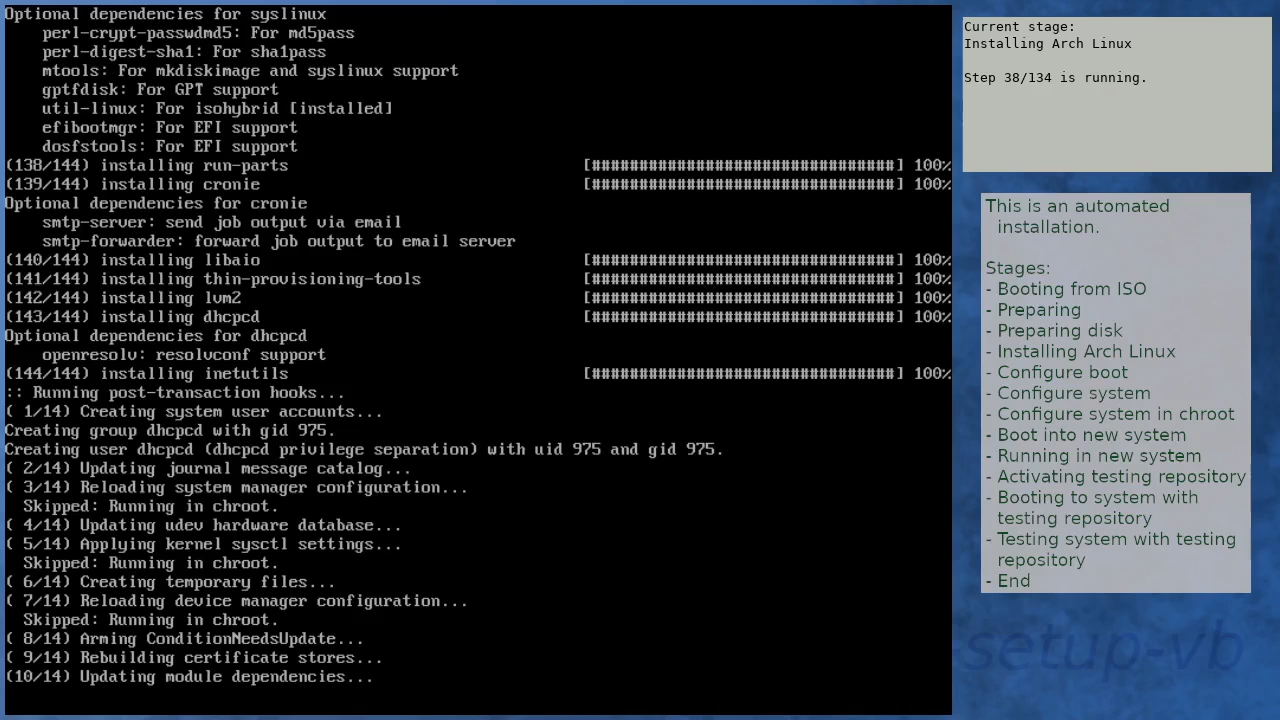 Optional dependencies for syslinux
perl-crypt-passwdmd5: For md5pass
perl-digest-sha1: For sha1pass
mtools: For mkdiskimage and syslinux support
gptfdisk: For GPT support
util-linux: For isohybrid [installed]
efibootmgr: For EFI support
dosfstools: For EFI support
(138/144) installing run-parts [################################] 100%
(139/144) installing cronie [################################] 100%
Optional dependencies for cronie
smtp-server: send job output via email
smtp-forwarder: forward job output to email server
(140/144) installing libaio [################################] 100%
(141/144) installing thin-provisioning-tools [################################] 100%
(142/144) installing lvm2 [################################] 100%
(143/144) installing dhcpcd [################################] 100%
Optional dependencies for dhcpcd
openresolv: resolvconf support
(144/144) installing inetutils [################################] 100%
:: Running post-transaction hooks...
( 1/14) Creating system user accounts...
Creating group dhcpcd with gid 975.
Creating user dhcpcd (dhcpcd privilege separation) with uid 975 and gid 975.
( 2/14) Updating journal message catalog...
( 3/14) Reloading system manager configuration...
Skipped: Running in chroot.
( 4/14) Updating udev hardware database...
( 5/14) Applying kernel sysctl settings...
Skipped: Running in chroot.
( 6/14) Creating temporary files...
( 7/14) Reloading device manager configuration...
Skipped: Running in chroot.
( 8/14) Arming ConditionNeedsUpdate...
( 9/14) Rebuilding certificate stores...
(10/14) Updating module dependencies...
Current stage:
Installing Arch Linux
Step 38/134 is running.
This is an automated
installation.
Stages:
- Booting from ISO
- Preparing
- Preparing disk
- Installing Arch Linux
- Configure boot
- Configure system
- Configure system in chroot
- Boot into new system
- Running in new system
- Activating testing repository
- Booting to system with
testing repository
- Testing system with testing
repository
- End
-setup-vb